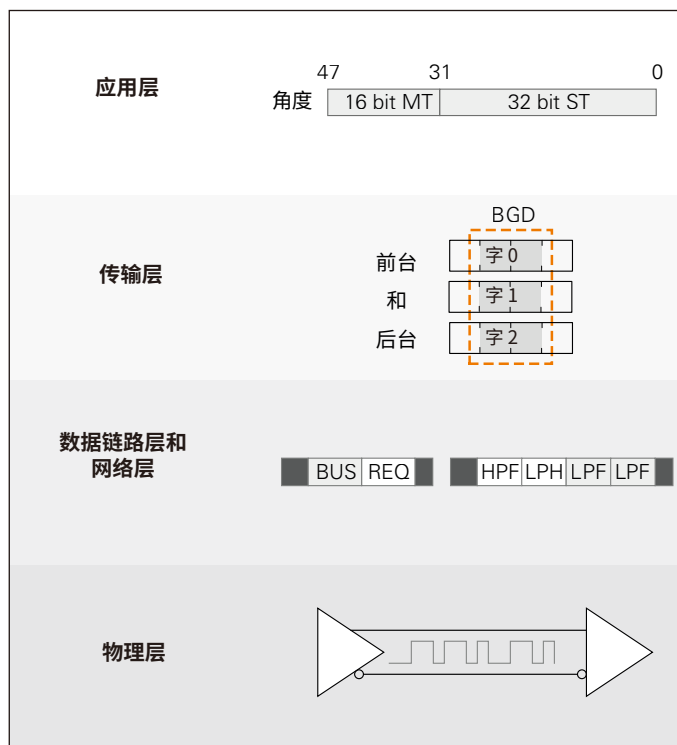 应用层
47 31 0
角度 16 bit MT 32 bit ST
传输层
BGD
前台 字 0
和 字 1
后台 字 2
数据链路层和
网络层
BUS REQ HPF LPH LPF LPF
物理层